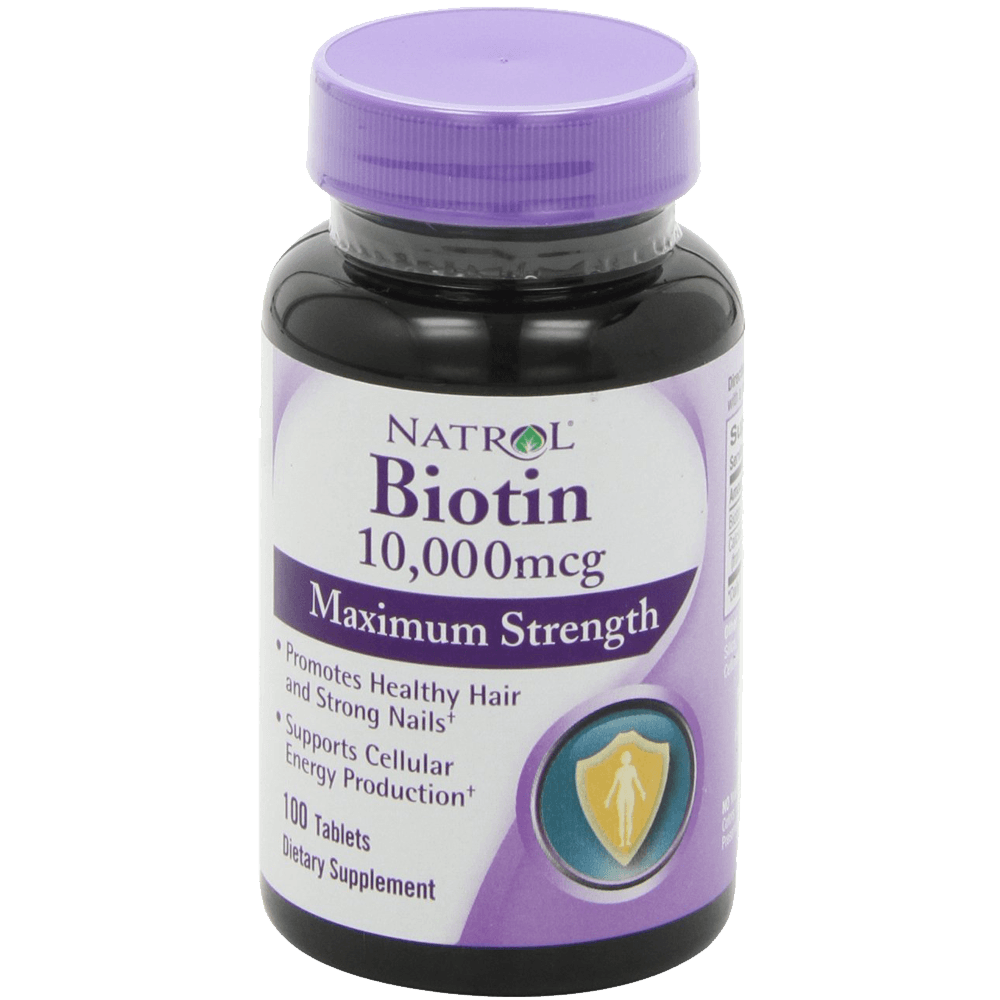 NATROL®
Biotin
10,000mcg
Maximum Strength
• Promotes Healthy Hair
and Strong Nails†
• Supports Cellular
Energy Production†
100 Tablets
Dietary Supplement